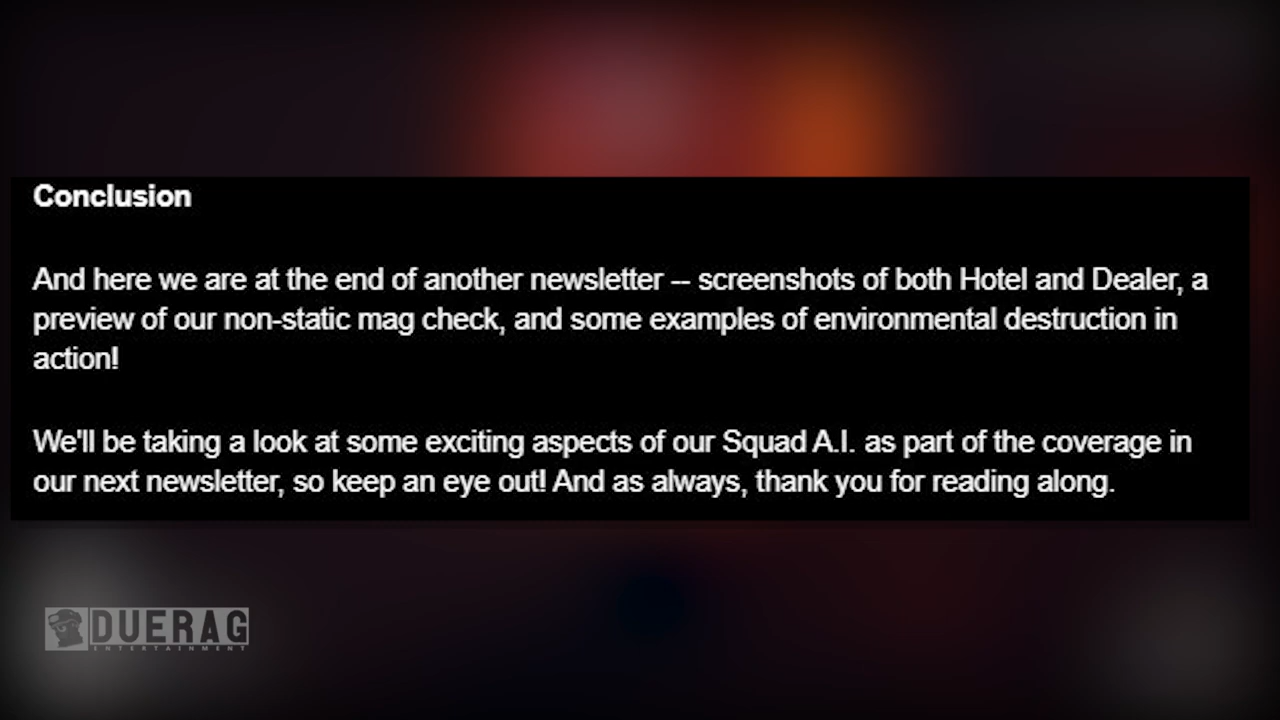 Conclusion
And here we are at the end of another newsletter -- screenshots of both Hotel and Dealer, a
preview of our non-static mag check, and some examples of environmental destruction in
action!
We'll be taking a look at some exciting aspects of our Squad A.I. as part of the coverage in
our next newsletter, so keep an eye out! And as always, thank you for reading along.
DUERAG
ENTERTAINMENT